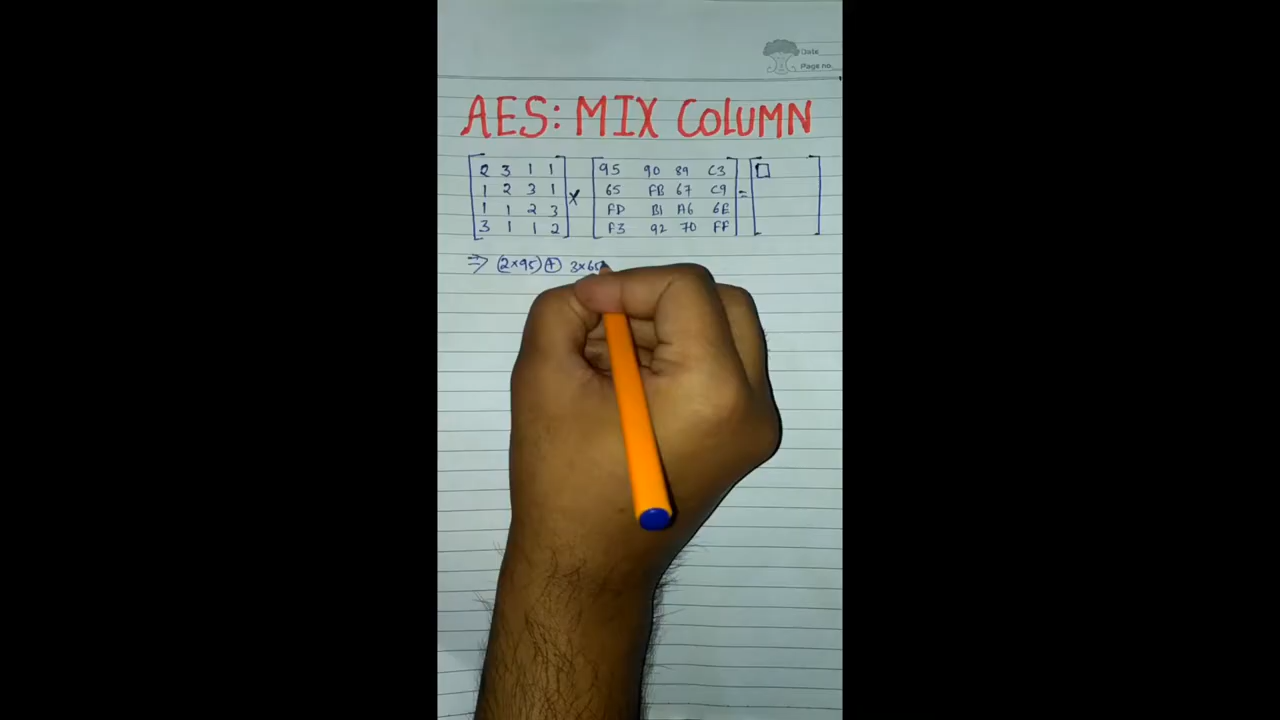 Date
Page no.
AES: MIX COLUMN
[2 3 1 1] × [95 90 89 C3] = [□]
[1 2 3 1] [65 FB 67 C9]
[1 1 2 3] [FD B1 A6 6E]
[3 1 1 2] [F3 92 70 FF]
⇒ (2×95) ⊕ 3×65